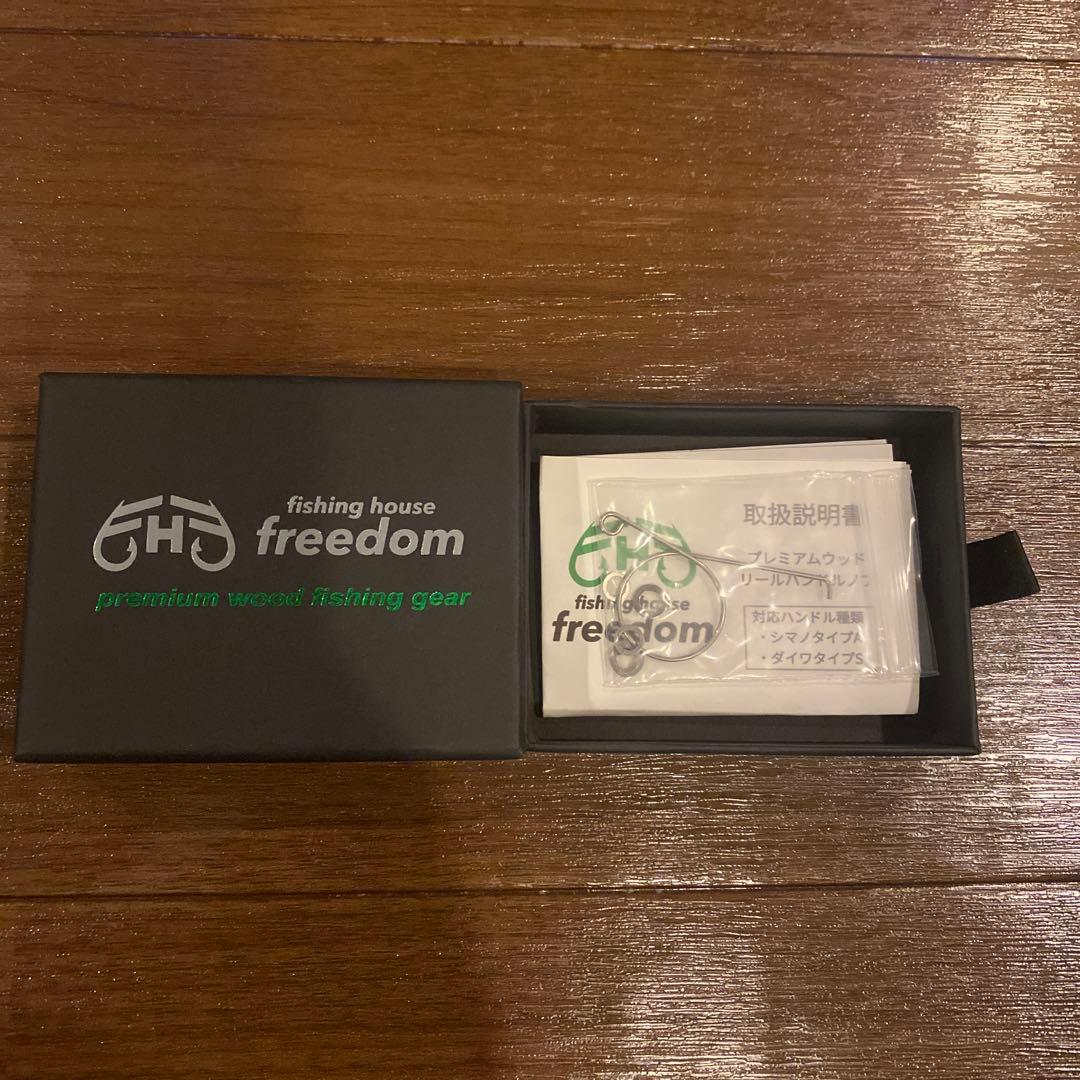 FHF
fishing house
freedom
premium wood fishing gear
取扱説明書
プレミアムウッド
リールハンドルノブ
対応ハンドル種類
・シマノタイプA
・ダイワタイプS
FHF
fishing house
freedom